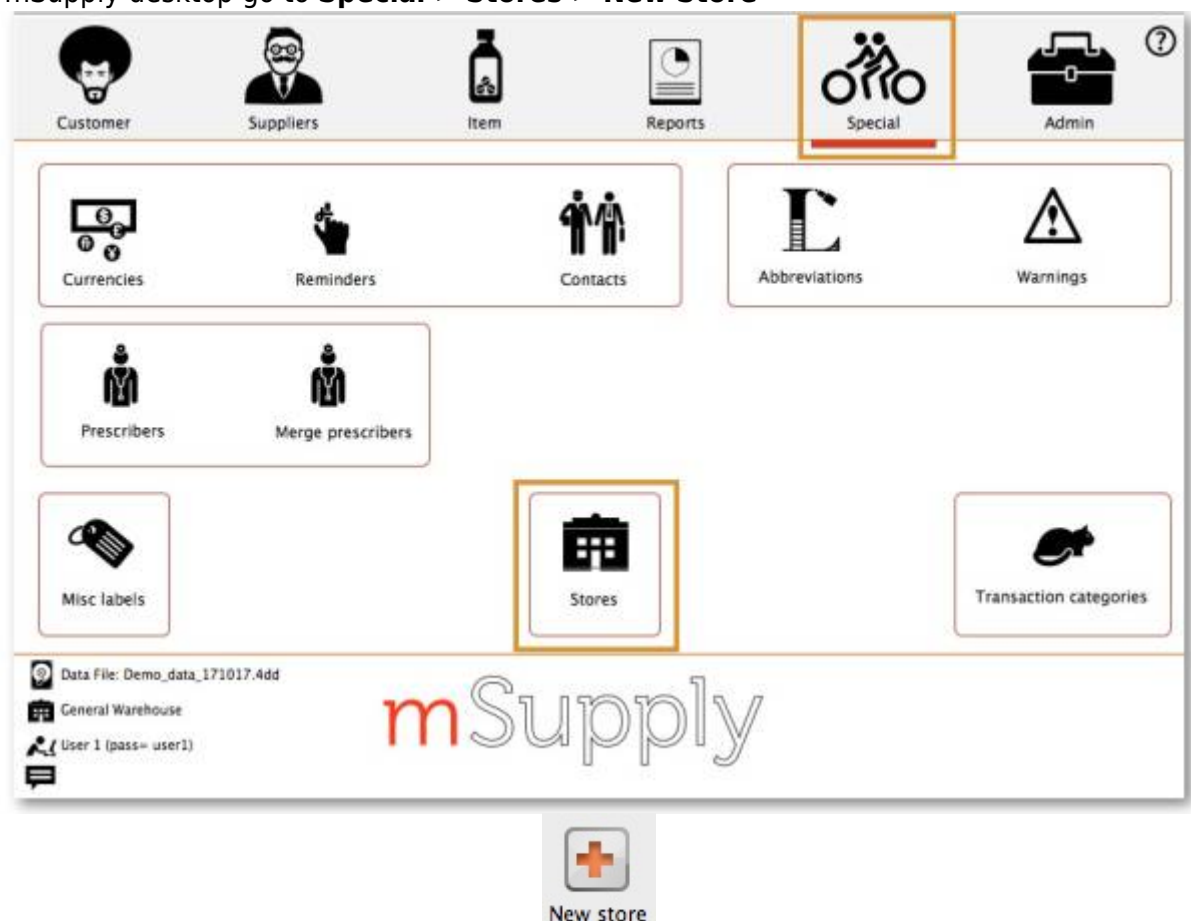 mSupply desktop go to Special > Stores > New Store
?
Customer
Suppliers
Item
Reports
Special
Admin
Currencies
Reminders
Contacts
Abbreviations
Warnings
Prescribers
Merge prescribers
Misc labels
Stores
Transaction categories
Data File: Demo_data_171017.4dd
General Warehouse
User 1 (pass= user1)
mSupply
New store